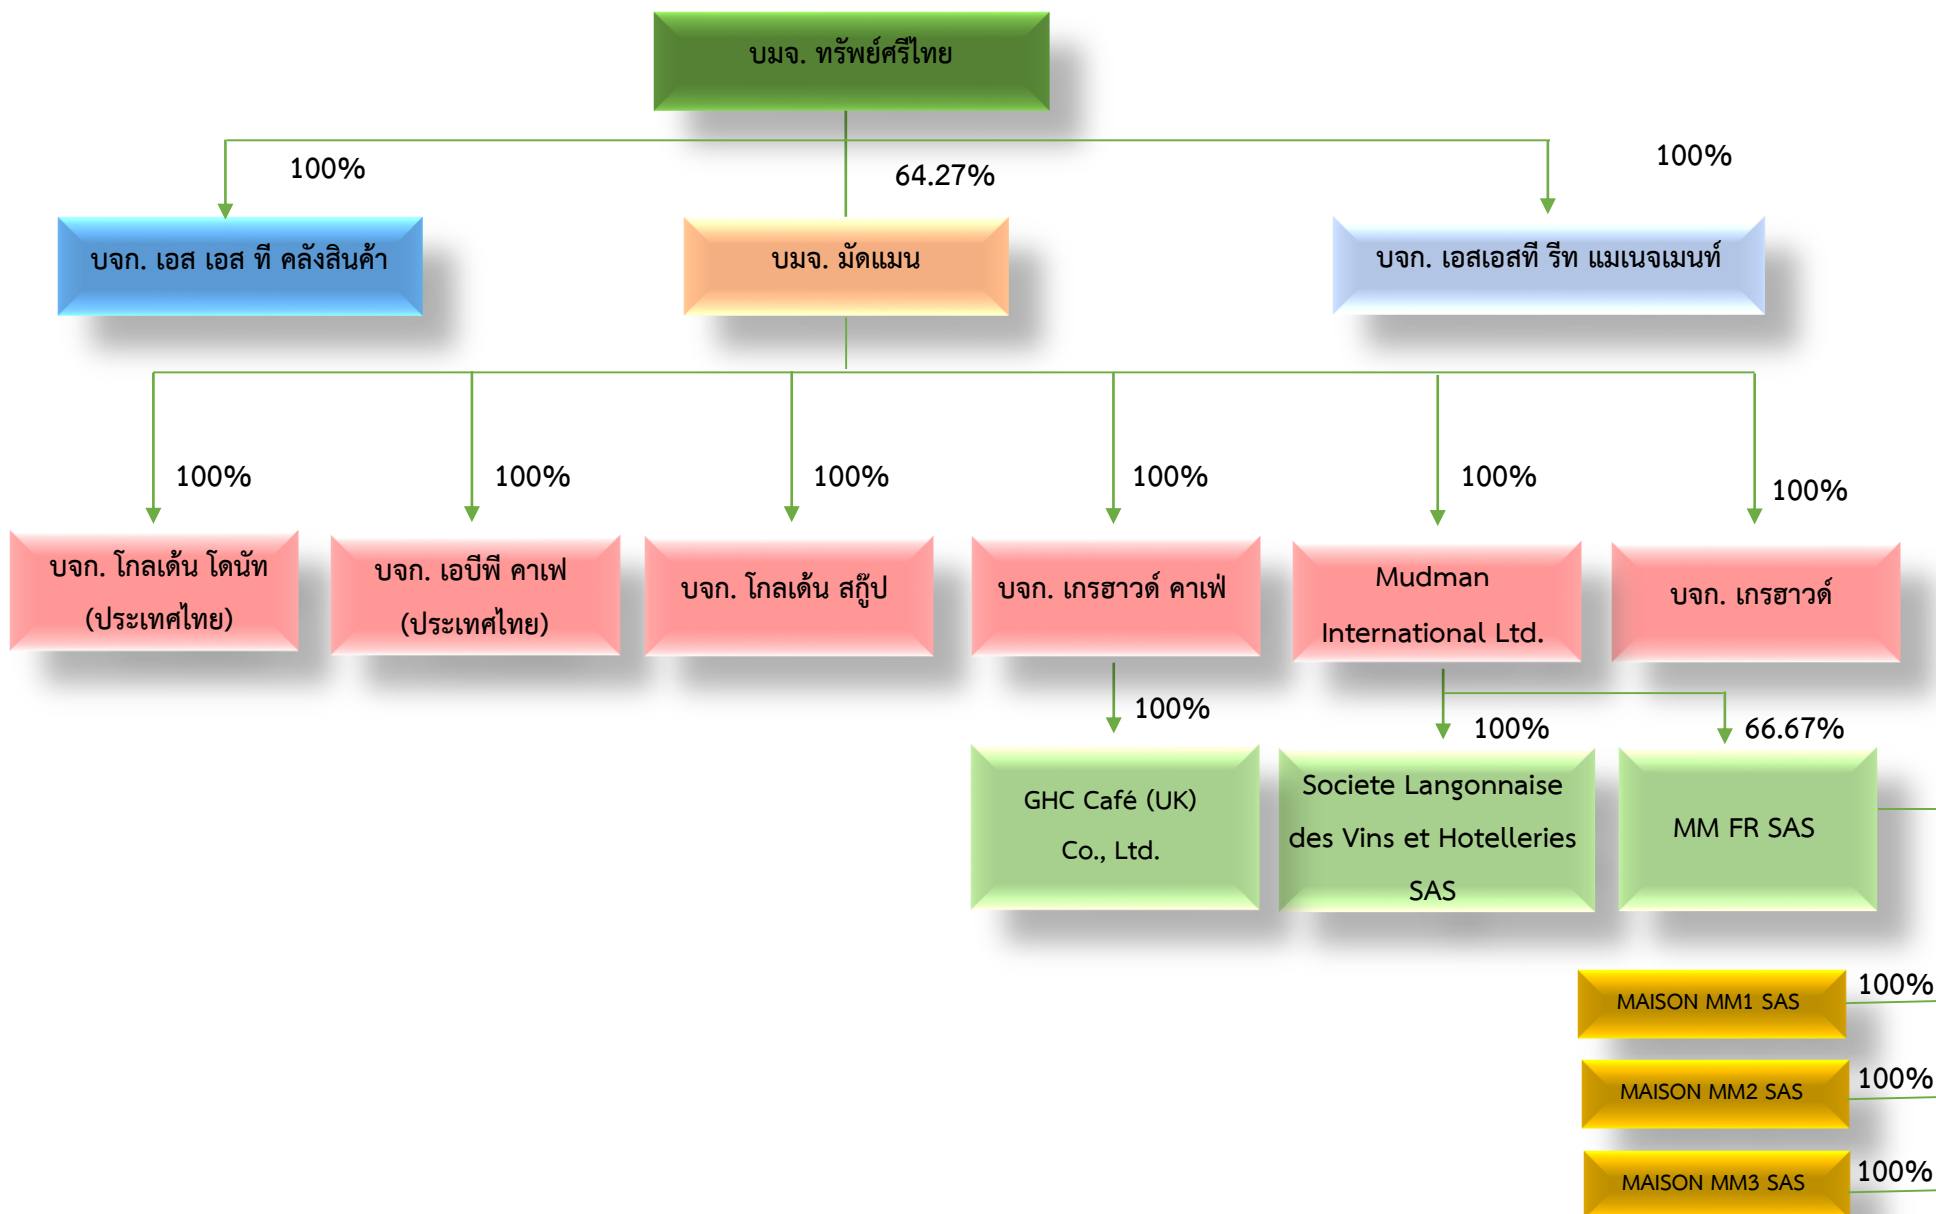 บมจ. ทรัพย์ศรีไทย
100%
64.27%
100%
บจก. เอส เอส ที คลังสินค้า
บมจ. มัดแมน
บจก. เอสเอสที รีท แมเนจเมนท์
100%
100%
100%
100%
100%
100%
บจก. โกลเด้น โดนัท
(ประเทศไทย)
บจก. เอบีพี คาเฟ
(ประเทศไทย)
บจก. โกลเด้น สกู๊ป
บจก. เกรฮาวด์ คาเฟ่
Mudman
International Ltd.
บจก. เกรฮาวด์
100%
100%
66.67%
GHC Café (UK)
Co., Ltd.
Societe Langonnaise
des Vins et Hotelleries
SAS
MM FR SAS
MAISON MM1 SAS
100%
MAISON MM2 SAS
100%
MAISON MM3 SAS
100%